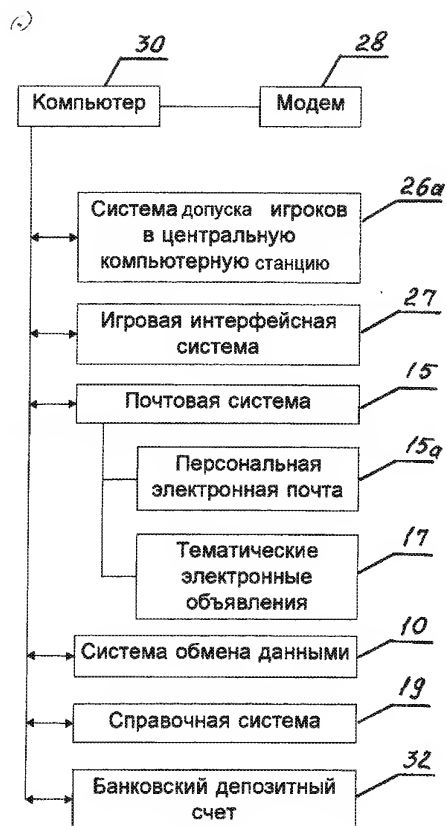 30
28
Компьютер
Модем
26а
Система допуска игроков
в центральную
компьютерную станцию
27
Игровая интерфейсная
система
15
Почтовая система
15а
Персональная
электронная почта
17
Тематические
электронные
объявления
10
Система обмена данными
19
Справочная система
32
Банковский депозитный
счет